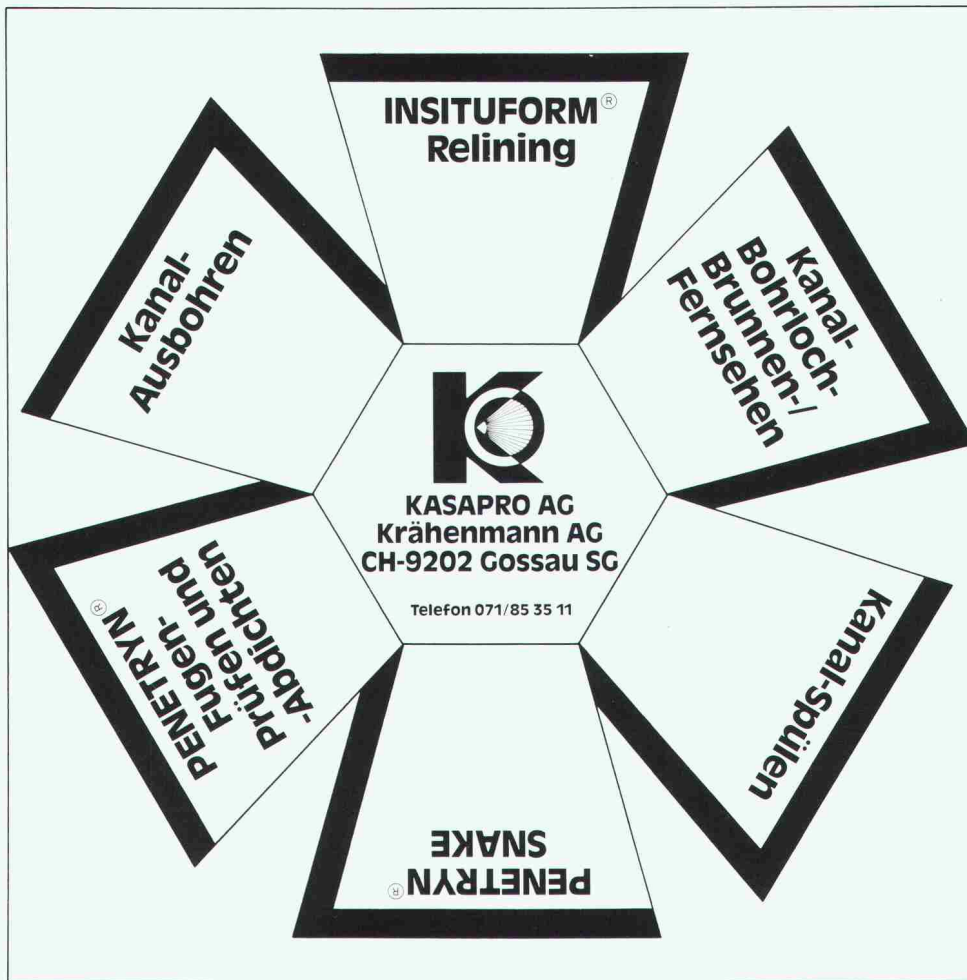 INSITUFORM®
Relining
Kanal-
Bohrloch-
Brunnen-/
Fernsehen
Kanal-Spülen
PENETRYN®
SNAKE
PENETRYN®
Fugen-
Prüfen und
-Abdichten
Kanal-
Ausbohren
K
KASAPRO AG
Krähenmann AG
CH-9202 Gossau SG
Telefon 071/85 35 11